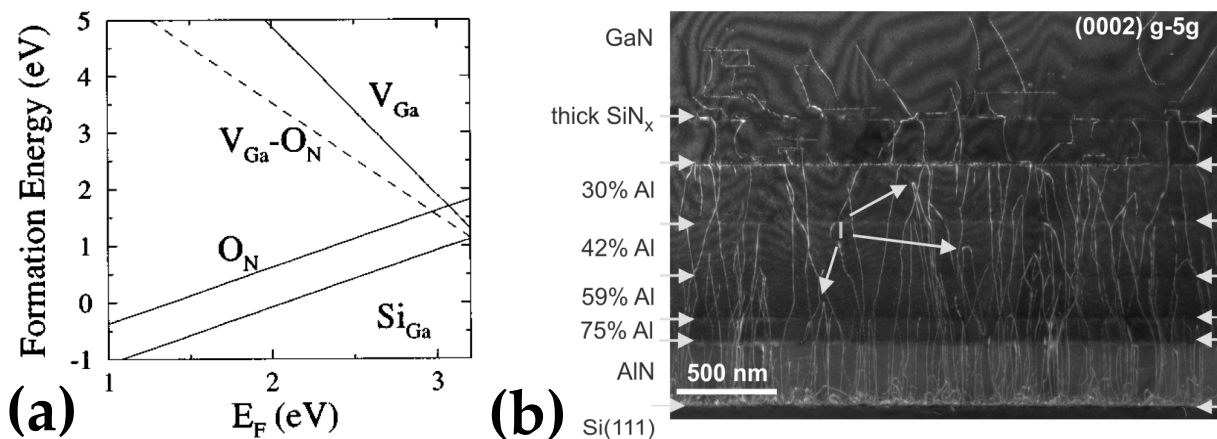 5
4
3
2
1
0
-1
1
2
3
Formation Energy (eV)
E_F (eV)
V_Ga
V_Ga-O_N
O_N
Si_Ga
(a)
(0002) g-5g
GaN
thick SiN_x
30% Al
I
42% Al
59% Al
75% Al
AlN
500 nm
Si(111)
(b)